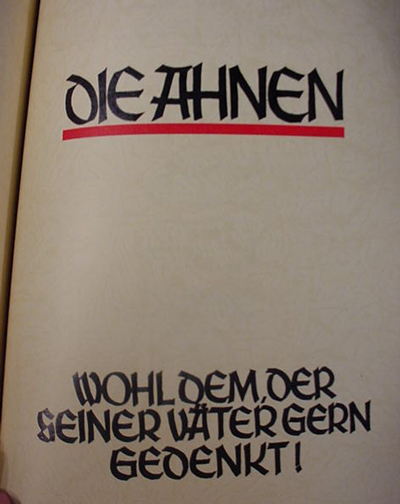 DIE AHNEN
WOHL DEM, DER
SEINER VÄTER GERN
GEDENKT!